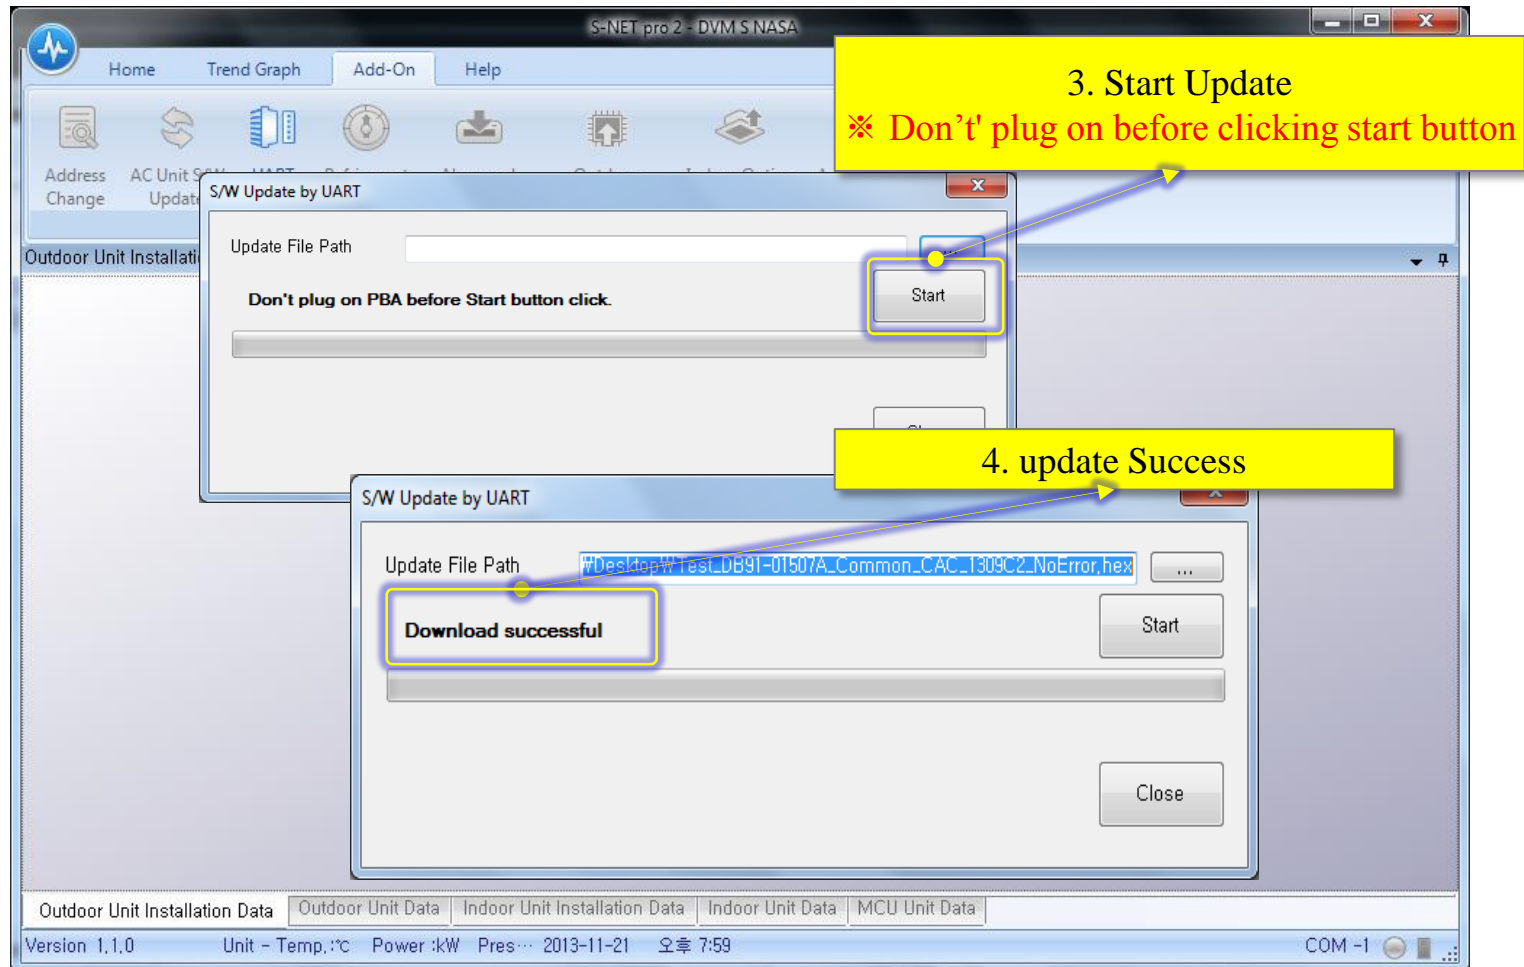 S-NET pro 2 - DVM S NASA
Home Trend Graph Add-On Help
3. Start Update
※ Don’t' plug on before clicking start button
Address Change
AC Unit S
Updat
S/W Update by UART
Update File Path
...
Outdoor Unit Installati
Don't plug on PBA before Start button click.
Start
4. update Success
S/W Update by UART
Update File Path
₩Desktop₩Test_DB91-01507A_Common_CAC_1309C2_NoError.hex
...
Download successful
Start
Close
Outdoor Unit Installation Data Outdoor Unit Data Indoor Unit Installation Data Indoor Unit Data MCU Unit Data
Version 1.1.0 Unit - Temp.:℃ Power :kW Pres… 2013-11-21 오후 7:59 COM -1